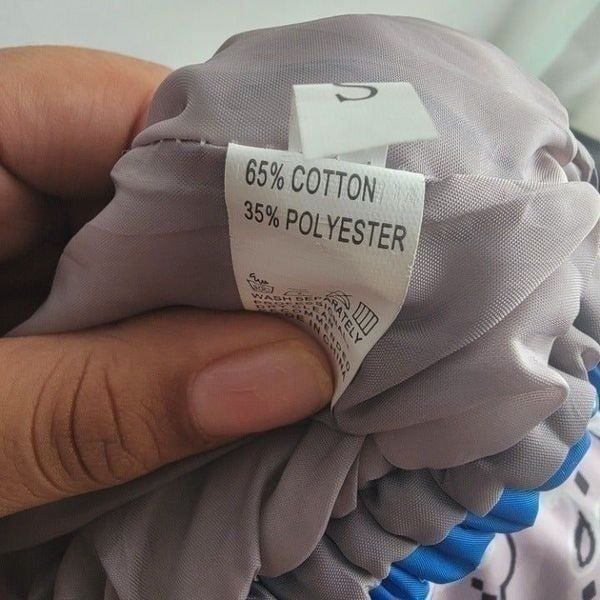 S
65% COTTON
35% POLYESTER
WASH SEPARATELY